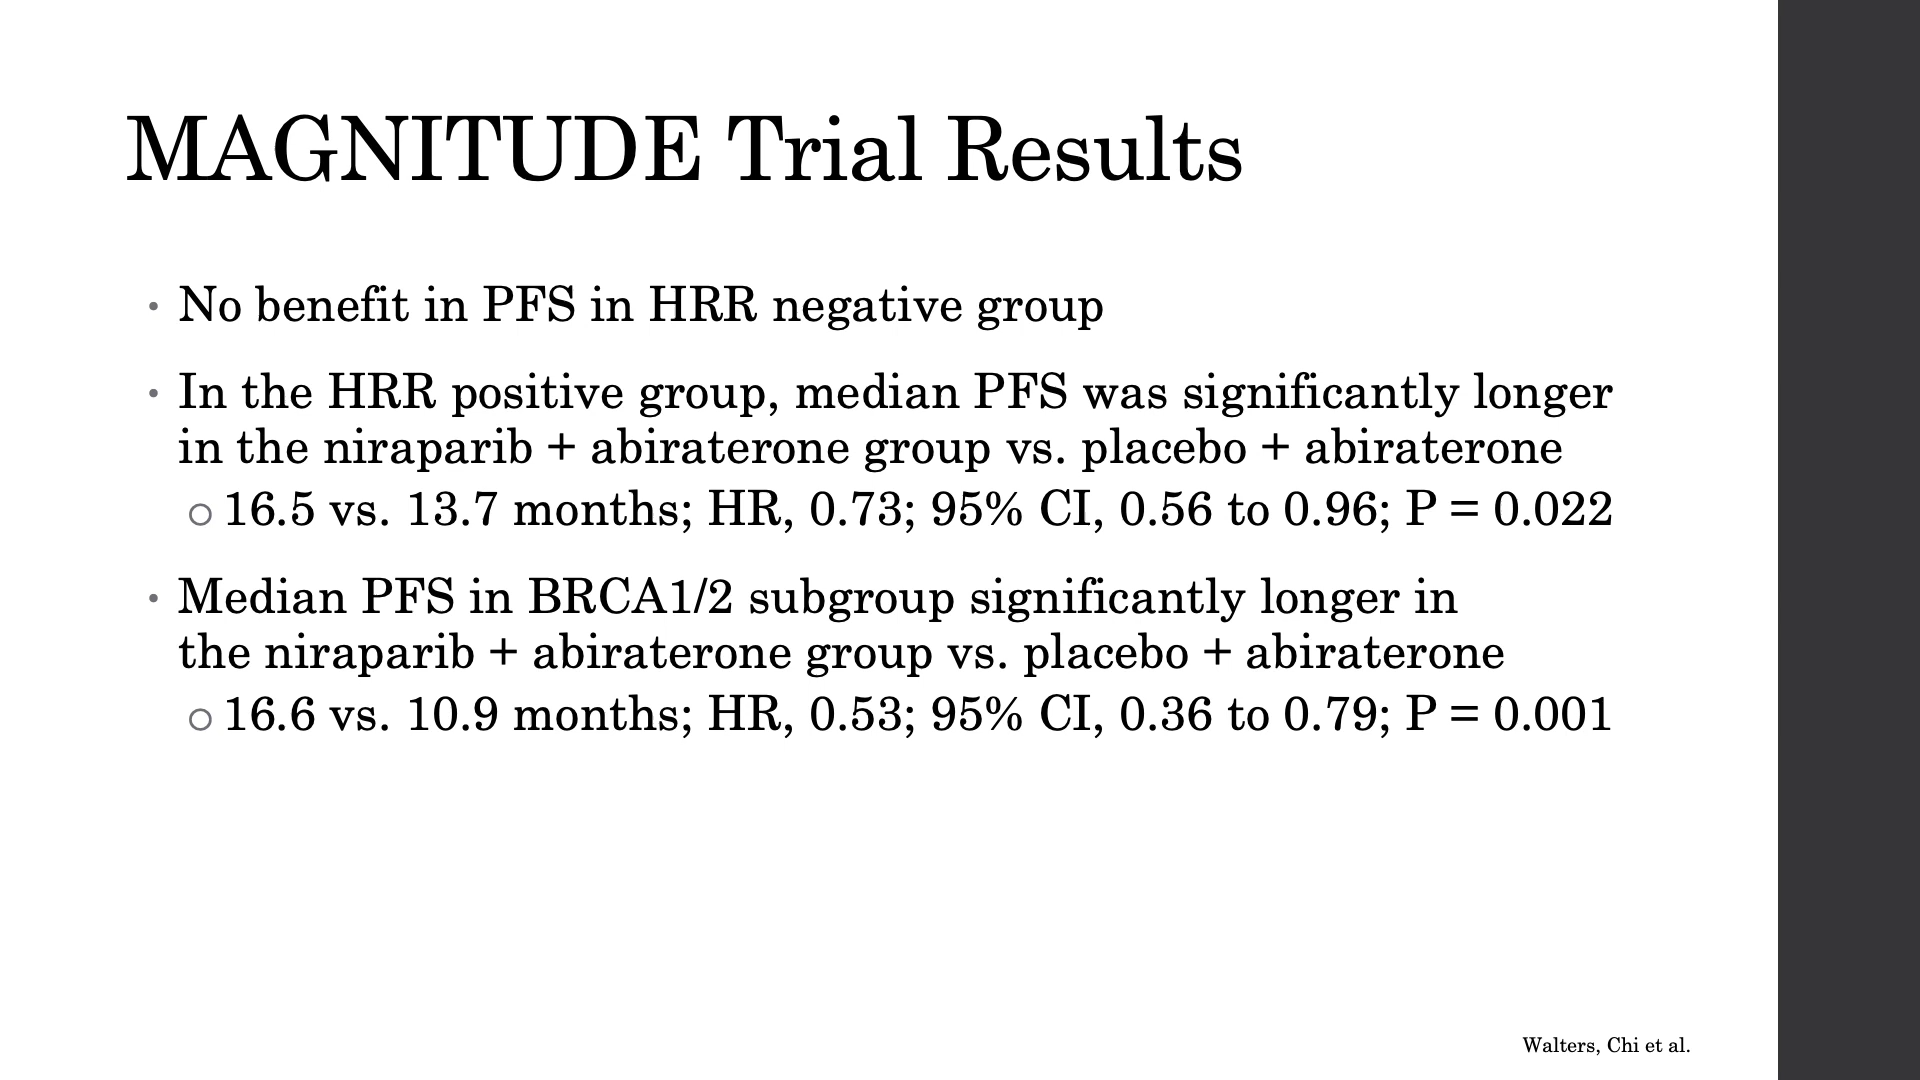 MAGNITUDE Trial Results
• No benefit in PFS in HRR negative group
• In the HRR positive group, median PFS was significantly longer
in the niraparib + abiraterone group vs. placebo + abiraterone
○ 16.5 vs. 13.7 months; HR, 0.73; 95% CI, 0.56 to 0.96; P = 0.022
• Median PFS in BRCA1/2 subgroup significantly longer in
the niraparib + abiraterone group vs. placebo + abiraterone
○ 16.6 vs. 10.9 months; HR, 0.53; 95% CI, 0.36 to 0.79; P = 0.001
Walters, Chi et al.